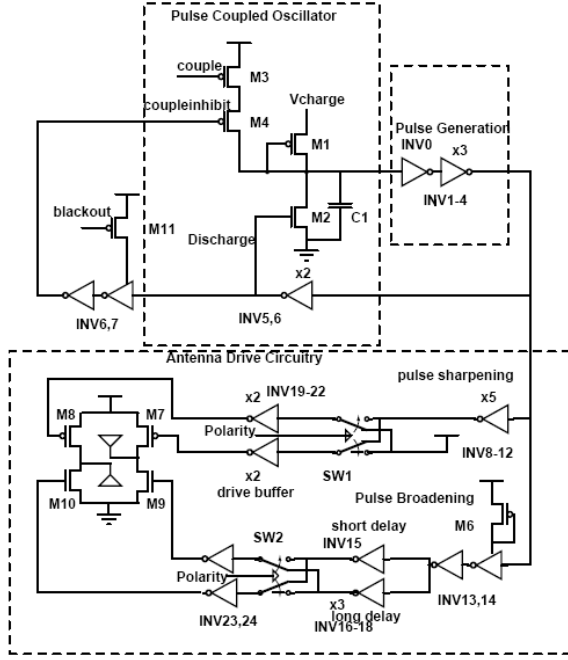 Pulse Coupled Oscillator
couple
M3
coupleinhibit
M4
Vcharge
M1
Pulse Generation
INV0
x3
INV1-4
blackout
M11
M2
C1
Discharge
x2
INV6,7
INV5,6
Antenna Drive Circuitry
pulse sharpening
x2
INV19-22
x5
M8
M7
Polarity
INV8-12
x2
SW1
drive buffer
M10
M9
Pulse Broadening
SW2
short delay
M6
INV15
Polarity
x3
long delay
INV13,14
INV23,24
INV16-18